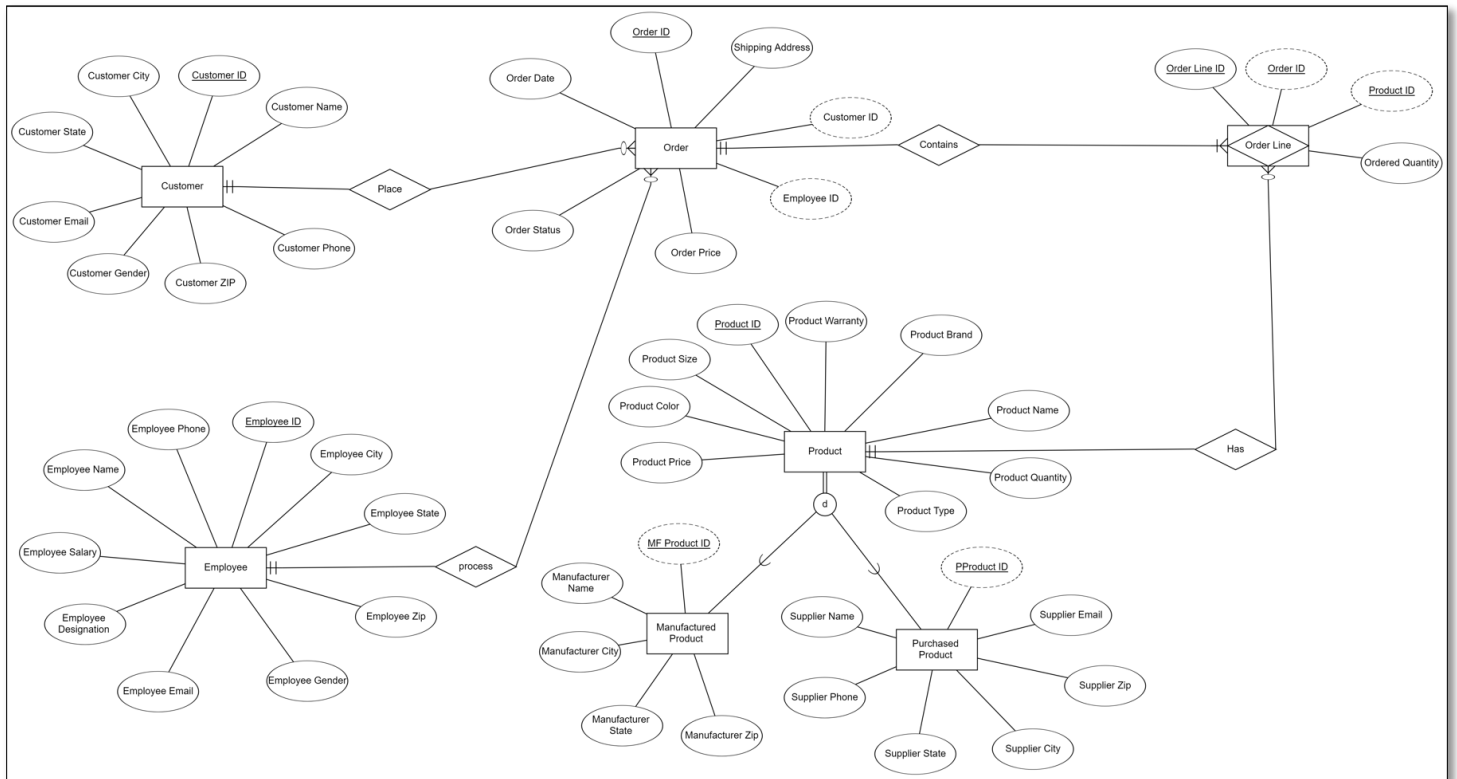 Order ID
Shipping Address
Order Date
Customer ID
Order
Employee ID
Order Status
Order Price
Customer City
Customer ID
Customer Name
Customer State
Customer
Customer Email
Customer Phone
Customer Gender
Customer ZIP
Place
Contains
Order Line ID
Order ID
Product ID
Order Line
Ordered Quantity
Product ID
Product Warranty
Product Brand
Product Size
Product Color
Product Name
Product Price
Product
Product Quantity
Product Type
Has
d
Employee Phone
Employee ID
Employee City
Employee Name
Employee State
Employee Salary
Employee
Employee Zip
Employee
Designation
Employee Email
Employee Gender
process
MF Product ID
Manufacturer
Name
Manufactured
Product
Manufacturer City
Manufacturer
State
Manufacturer Zip
PProduct ID
Supplier Name
Supplier Email
Purchased
Product
Supplier Phone
Supplier Zip
Supplier State
Supplier City